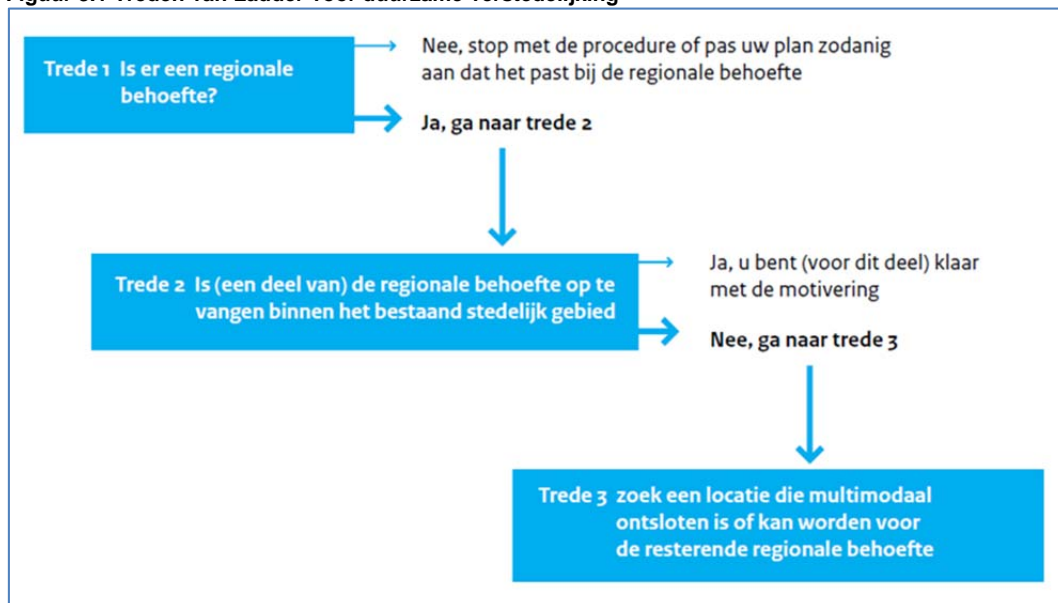 Trede 1 Is er een regionale
behoefte?
Nee, stop met de procedure of pas uw plan zodanig
aan dat het past bij de regionale behoefte
Ja, ga naar trede 2
Trede 2 Is (een deel van) de regionale behoefte op te
vangen binnen het bestaand stedelijk gebied
Ja, u bent (voor dit deel) klaar
met de motivering
Nee, ga naar trede 3
Trede 3 zoek een locatie die multimodaal
ontsloten is of kan worden voor
de resterende regionale behoefte